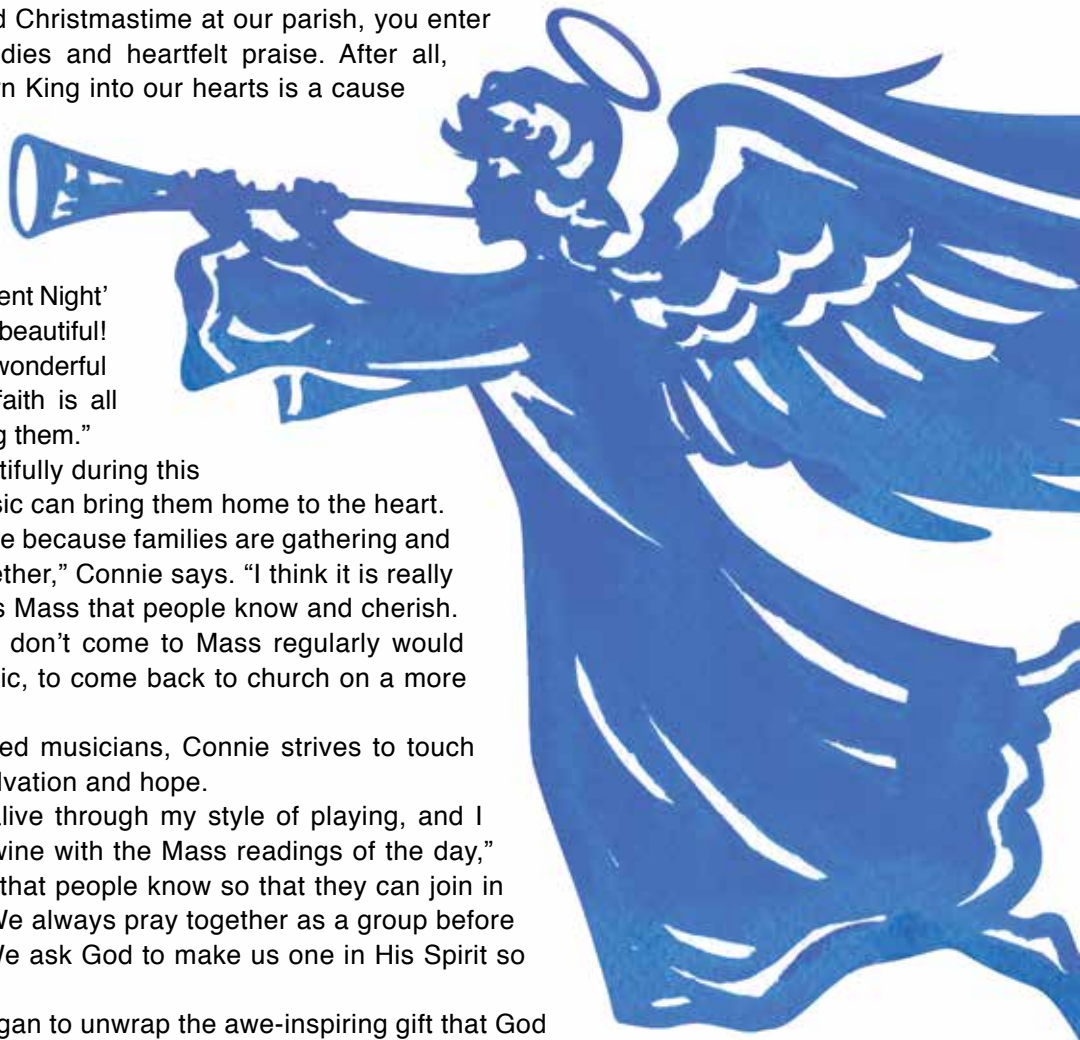 d Christmastime at our parish, you enter
dies and heartfelt praise. After all,
rn King into our hearts is a cause
ent Night’
beautiful!
wonderful
faith is all
g them.”
tifully during this
sic can bring them home to the heart.
e because families are gathering and
ether,” Connie says. “I think it is really
s Mass that people know and cherish.
don’t come to Mass regularly would
ic, to come back to church on a more
ed musicians, Connie strives to touch
lvation and hope.
alive through my style of playing, and I
wine with the Mass readings of the day,”
that people know so that they can join in
We always pray together as a group before
We ask God to make us one in His Spirit so
gan to unwrap the awe-inspiring gift that God